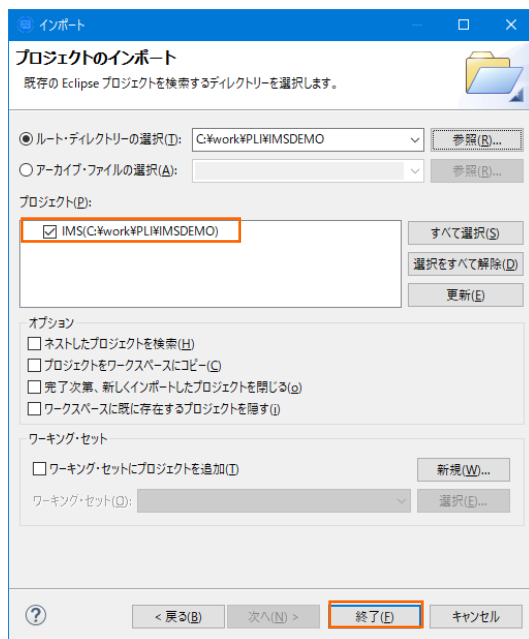 インポート
プロジェクトのインポート
既存の Eclipse プロジェクトを検索するディレクトリーを選択します。
ルート・ディレクトリーの選択(T): C:¥work¥PLI¥IMSDEMO 参照(R)...
アーカイブ・ファイルの選択(A): 参照(R)...
プロジェクト(P):
IMS(C:¥work¥PLI¥IMSDEMO) すべて選択(S)
選択をすべて解除(D)
更新(E)
オプション
ネストしたプロジェクトを検索(H)
プロジェクトをワークスペースにコピー(C)
完了次第、新しくインポートしたプロジェクトを閉じる(o)
ワークスペースに既に存在するプロジェクトを隠す(i)
ワーキング・セット
ワーキング・セットにプロジェクトを追加(T) 新規(W)...
ワーキング・セット(O): 選択(E)...
? < 戻る(B) 次へ(N) > 終了(F) キャンセル